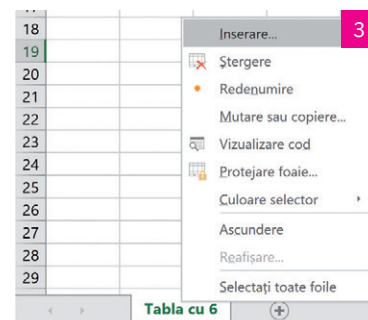 18
19
20
21
22
23
24
25
26
27
28
29
Inserare...
3
Ștergere
Redenumire
Mutare sau copiere...
Vizualizare cod
Protejare foaie...
Culoare selector
Ascundere
Reafișare...
Selectați toate foile
Tabla cu 6